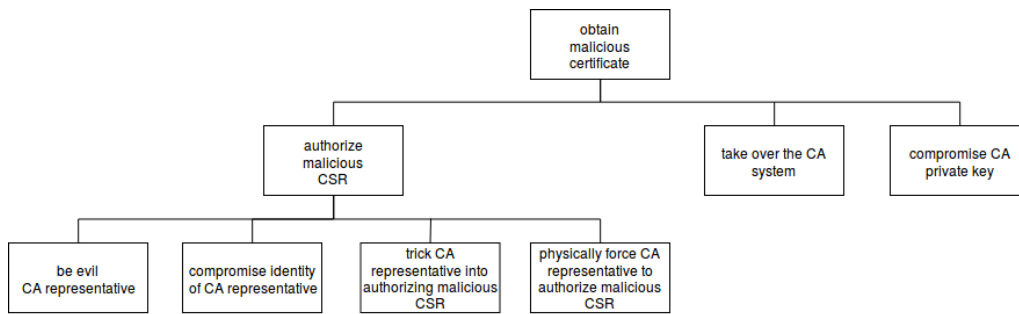 obtain
malicious
certificate
authorize
malicious
CSR
take over the CA
system
compromise CA
private key
be evil
CA representative
compromise identity
of CA representative
trick CA
representative into
authorizing malicious
CSR
physically force CA
representative to
authorize malicious
CSR